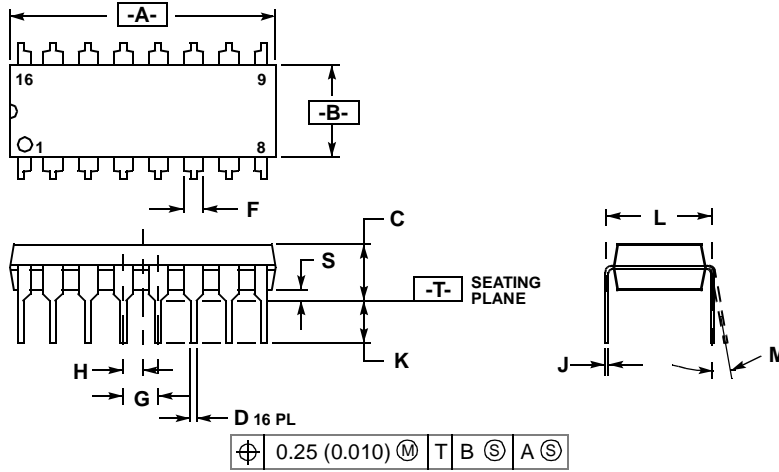 -A-
16 9
-B-
1 8
F
C
S
-T- SEATING PLANE
L
K
H
G
J
M
D 16 PL
⌖ 0.25 (0.010) Ⓜ T B Ⓢ A Ⓢ